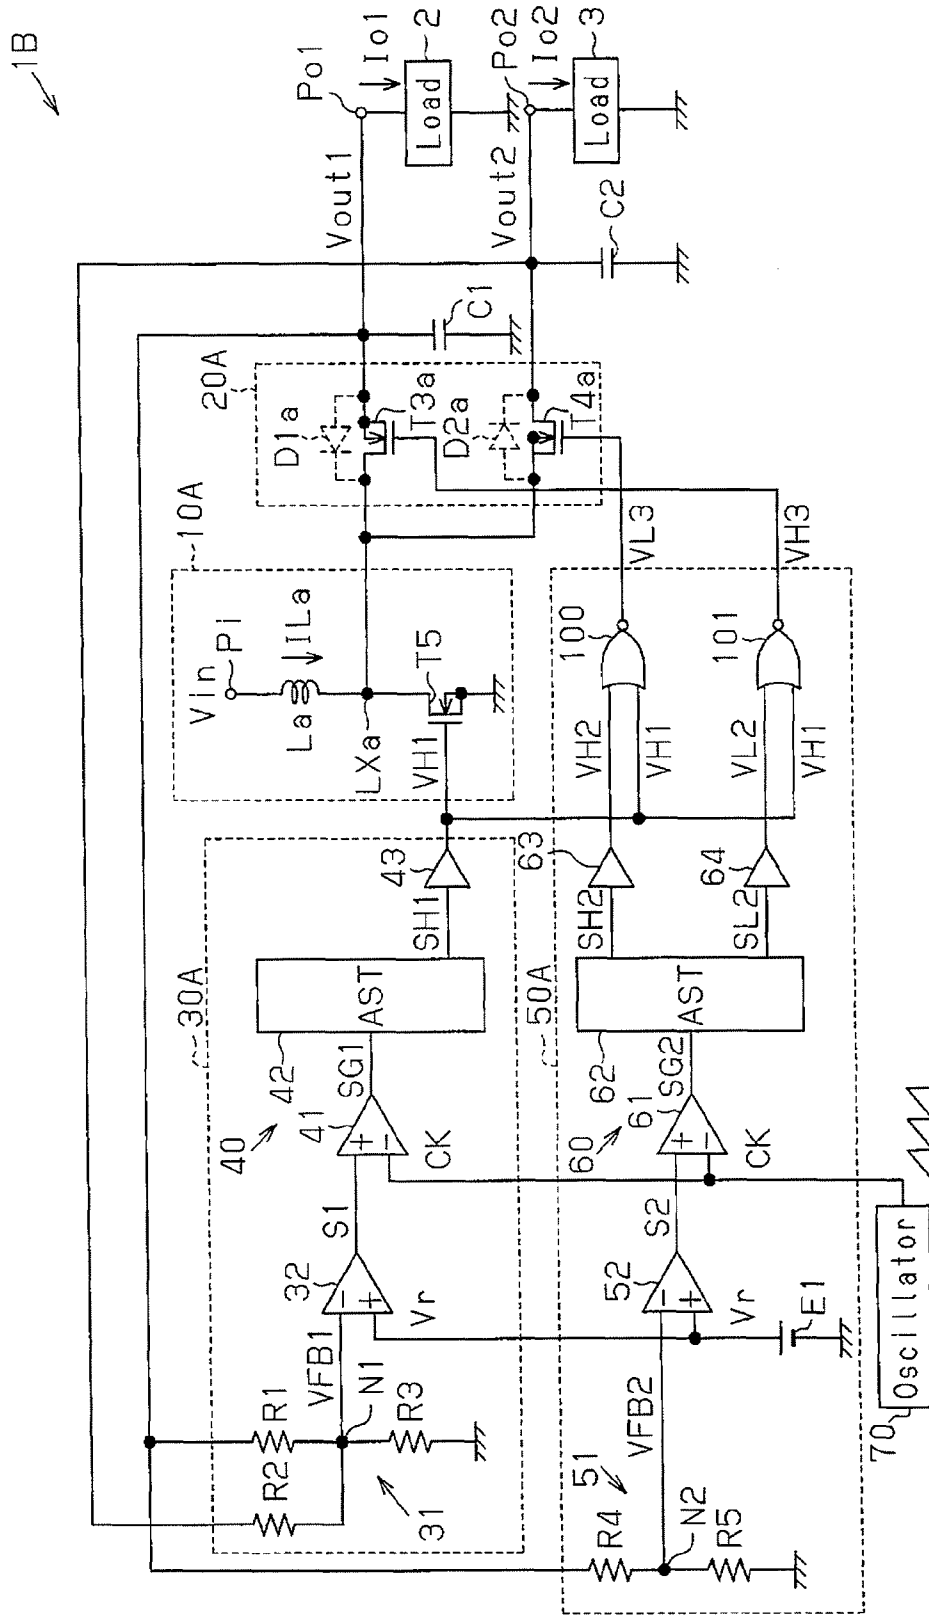 1B
Vin
Pi
La
ILa
LXa
T5
VH1
10A
20A
D1a
T3a
D2a
T4a
Vout1
Po1
Io1
Load
2
Vout2
Po2
Io2
Load
3
C1
C2
30A
R1
R2
VFB1
N1
R3
31
32
Vr
S1
40
41
CK
SG1
42
AST
SH1
43
50A
51
R4
VFB2
N2
R5
52
Vr
E1
S2
60
61
CK
SG2
62
AST
SH2
63
SL2
64
VH2
VH1
100
VL3
VL2
VH1
101
VH3
70
Oscillator